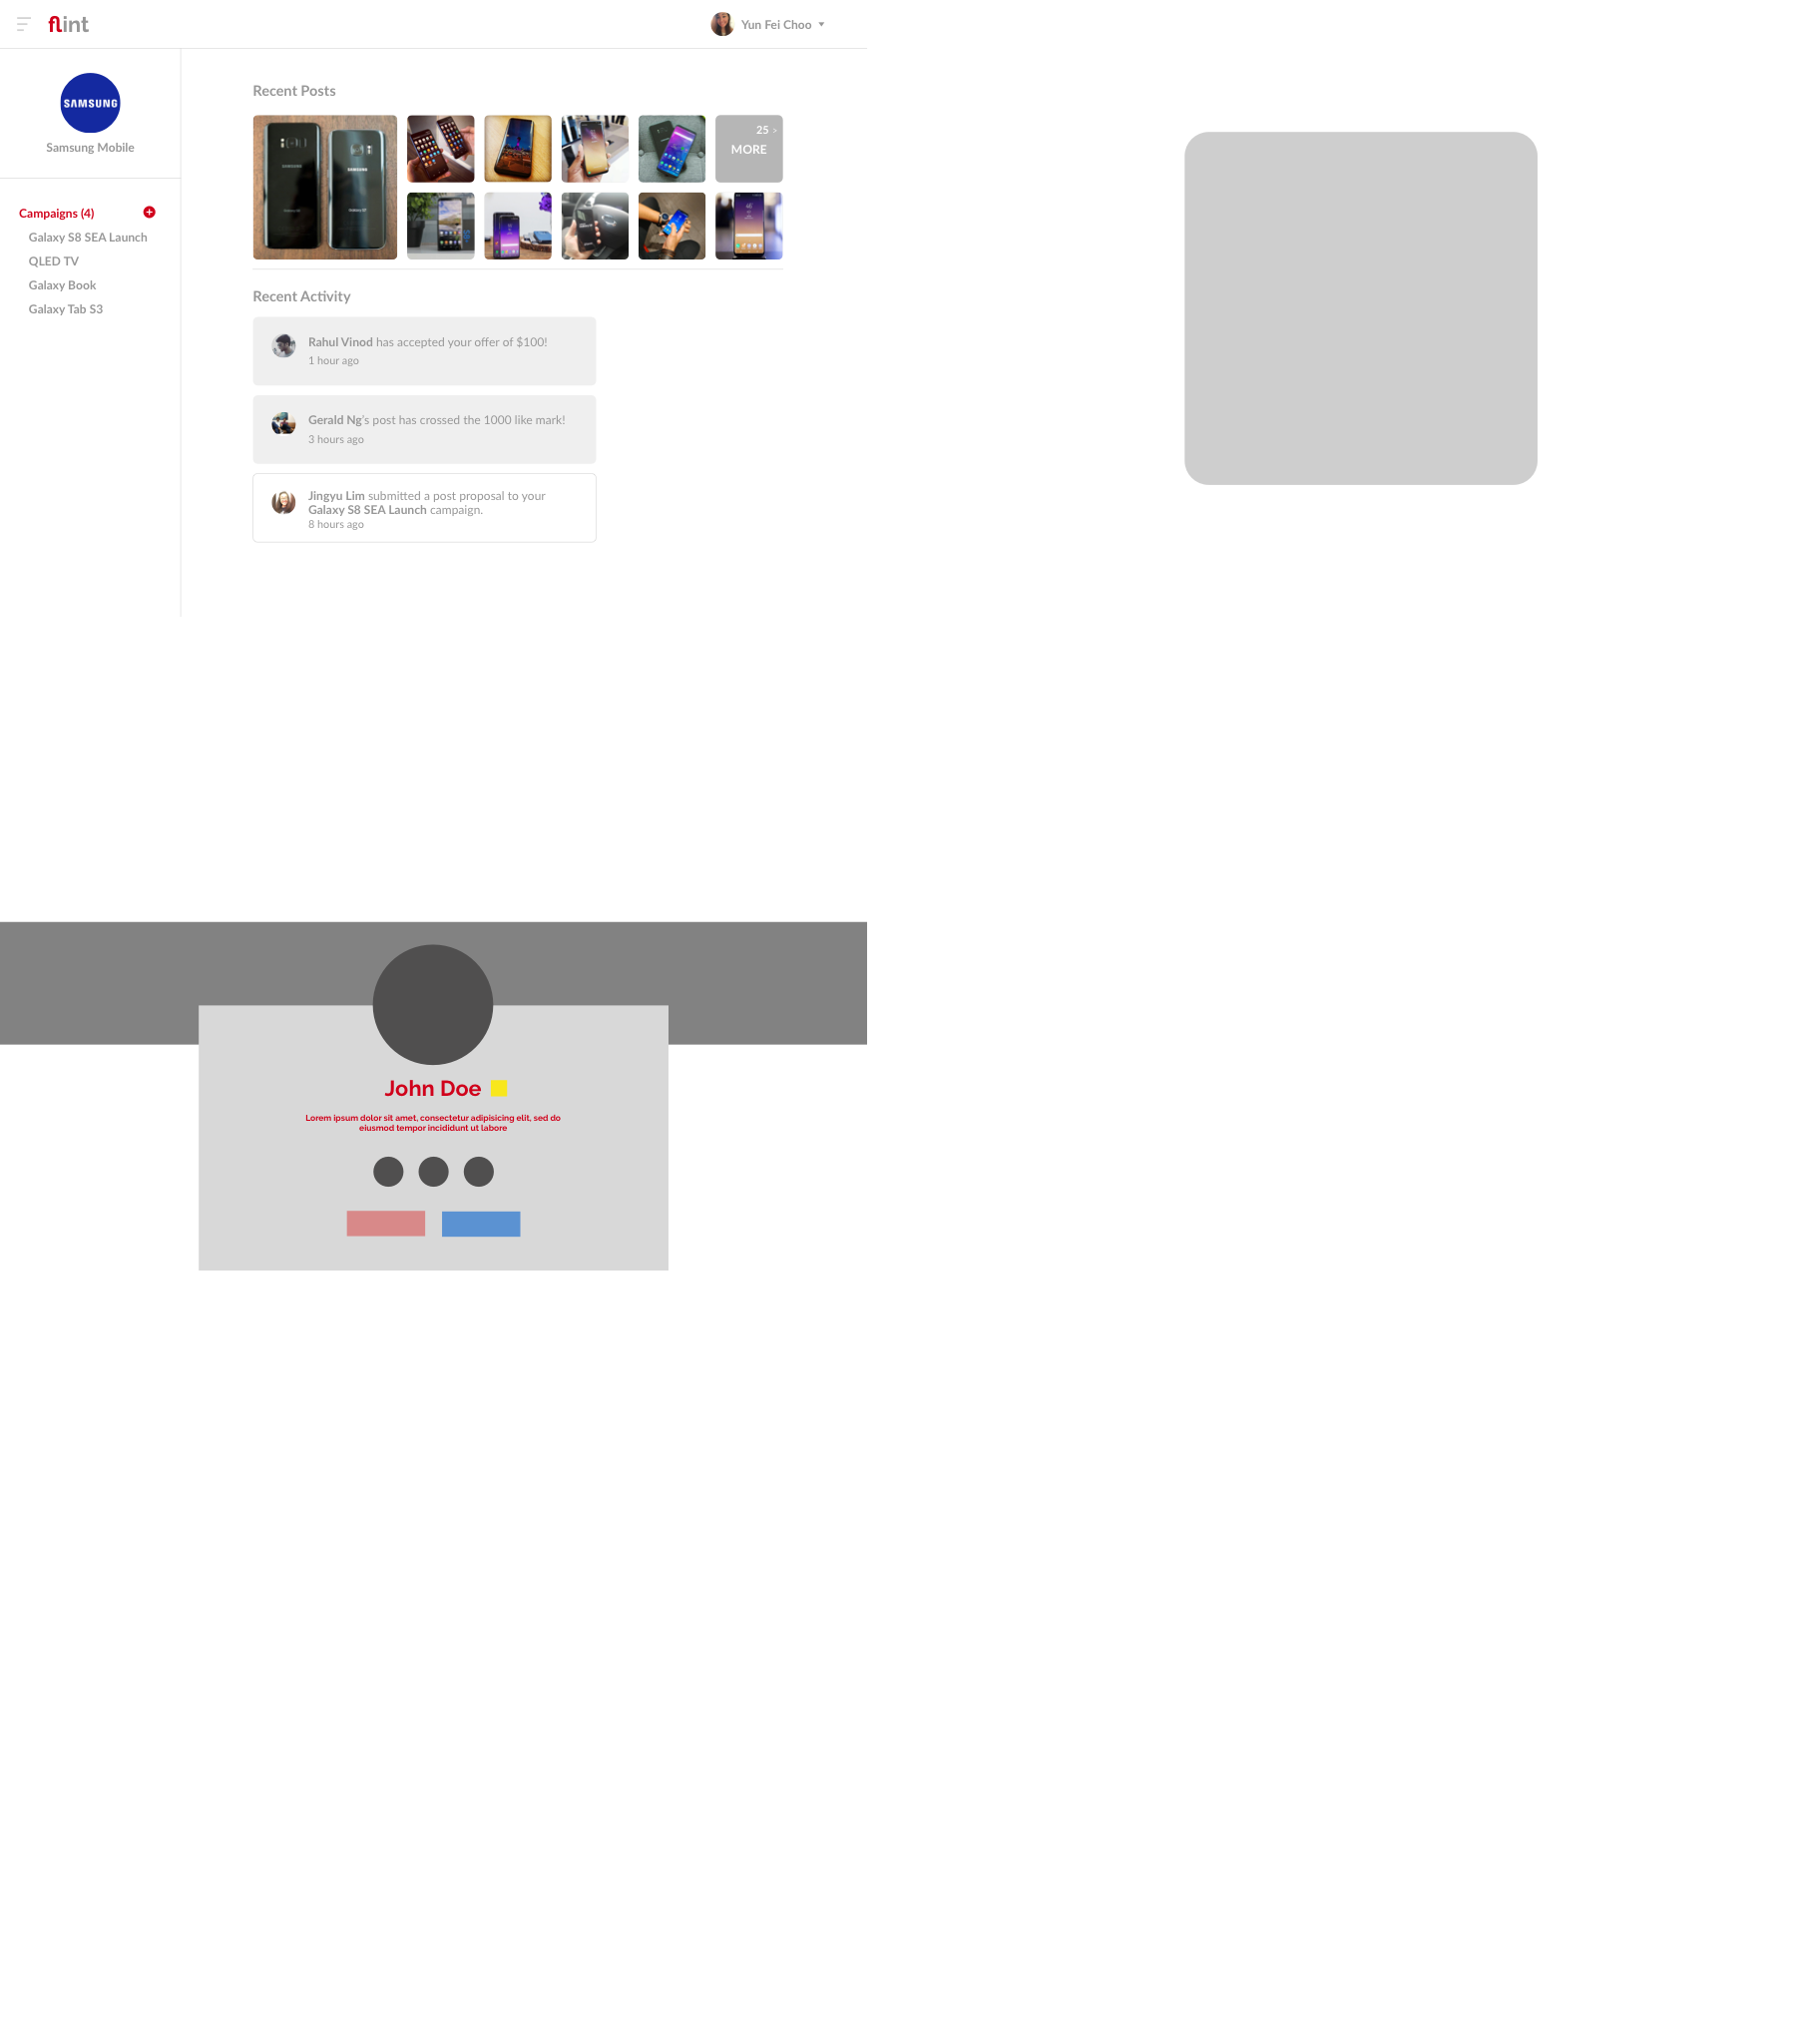 flint
Yun Fei Choo
SAMSUNG
Samsung Mobile
Campaigns (4)
Galaxy S8 SEA Launch
QLED TV
Galaxy Book
Galaxy Tab S3
Recent Posts
SAMSUNG
SAMSUNG
25 >
MORE
Recent Activity
Rahul Vinod has accepted your offer of $100!
1 hour ago
Gerald Ng's post has crossed the 1000 like mark!
3 hours ago
Jingyu Lim submitted a post proposal to your
Galaxy S8 SEA Launch campaign.
8 hours ago
John Doe
Lorem ipsum dolor sit amet, consectetur adipisicing elit, sed do
eiusmod tempor incididunt ut labore